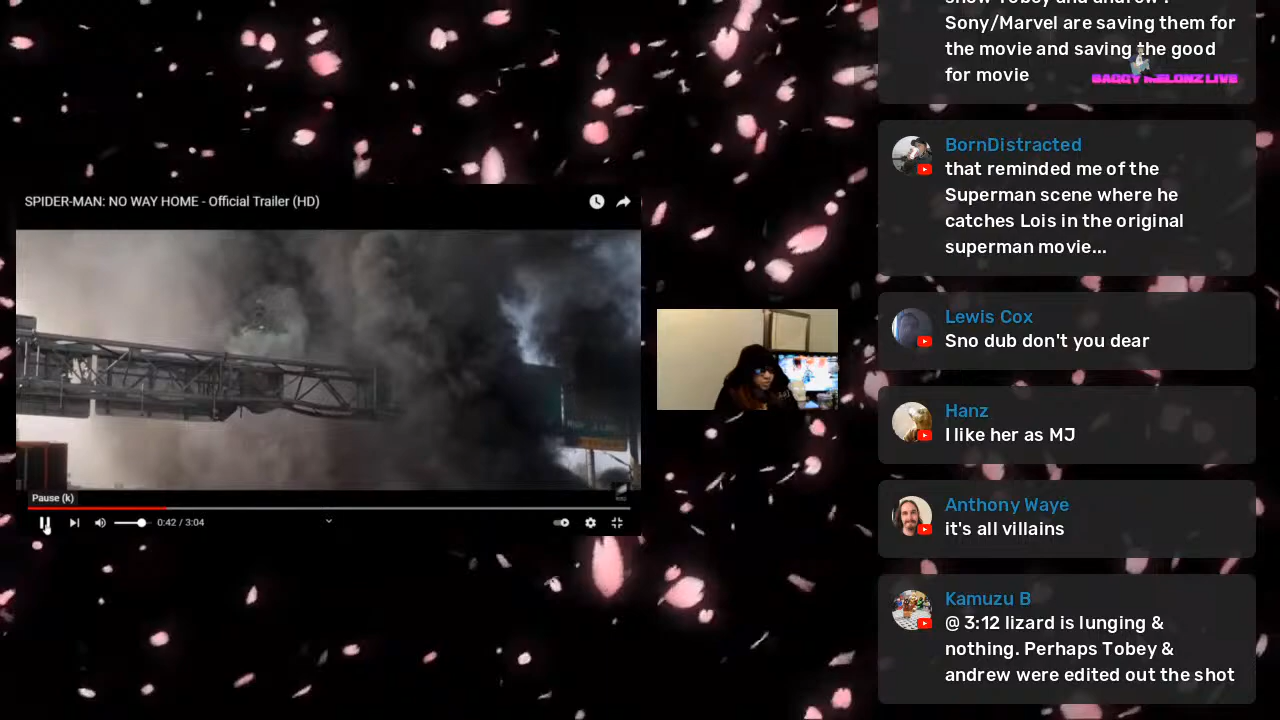 Sony/Marvel are saving them for
the movie and saving the good
for movie
BAGGY MELONZ LIVE
BornDistracted
that reminded me of the
Superman scene where he
catches Lois in the original
superman movie...
SPIDER-MAN: NO WAY HOME - Official Trailer (HD)
Lewis Cox
Sno dub don't you dear
Hanz
I like her as MJ
Pause (k)
0:42 / 3:04
Anthony Waye
it's all villains
Kamuzu B
@ 3:12 lizard is lunging &
nothing. Perhaps Tobey &
andrew were edited out the shot